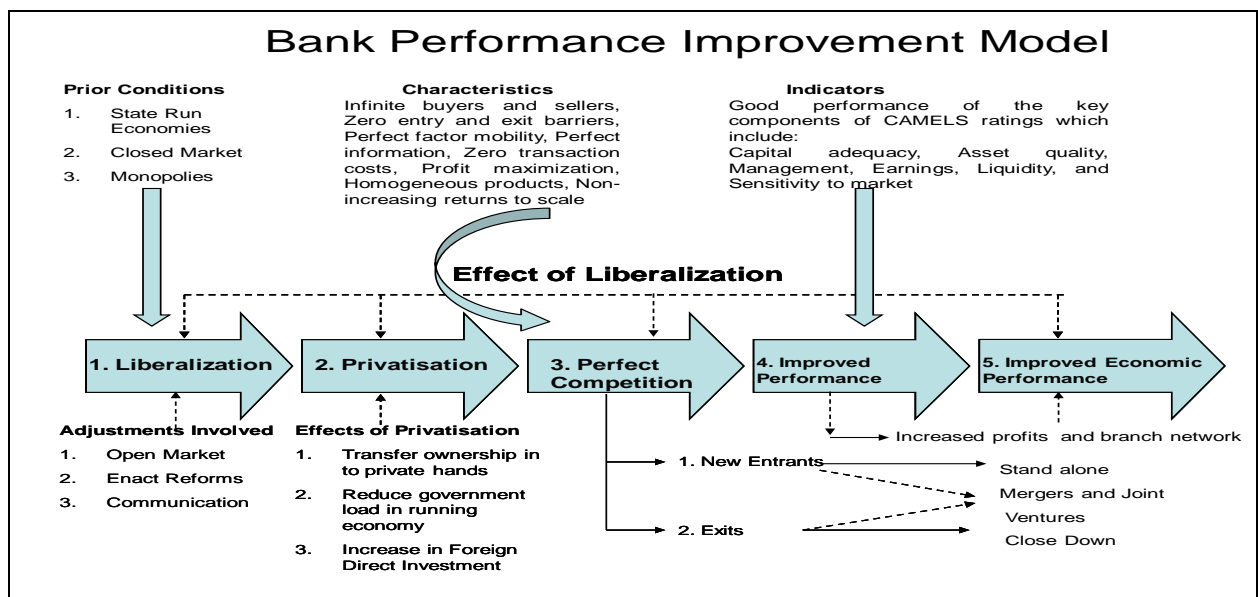 Bank Performance Improvement Model
Prior Conditions
1. State Run
Economies
2. Closed Market
3. Monopolies
Characteristics
Infinite buyers and sellers,
Zero entry and exit barriers,
Perfect factor mobility, Perfect
information, Zero transaction
costs, Profit maximization,
Homogeneous products, Non-
increasing returns to scale
Indicators
Good performance of the key
components of CAMELS ratings which
include:
Capital adequacy, Asset quality,
Management, Earnings, Liquidity, and
Sensitivity to market
Effect of Liberalization
1. Liberalization
2. Privatisation
3. Perfect
Competition
4. Improved
Performance
5. Improved Economic
Performance
Adjustments Involved
1. Open Market
2. Enact Reforms
3. Communication
Effects of Privatisation
1. Transfer ownership in
to private hands
2. Reduce government
load in running
economy
3. Increase in Foreign
Direct Investment
Increased profits and branch network
1. New Entrants
2. Exits
Stand alone
Mergers and Joint
Ventures
Close Down